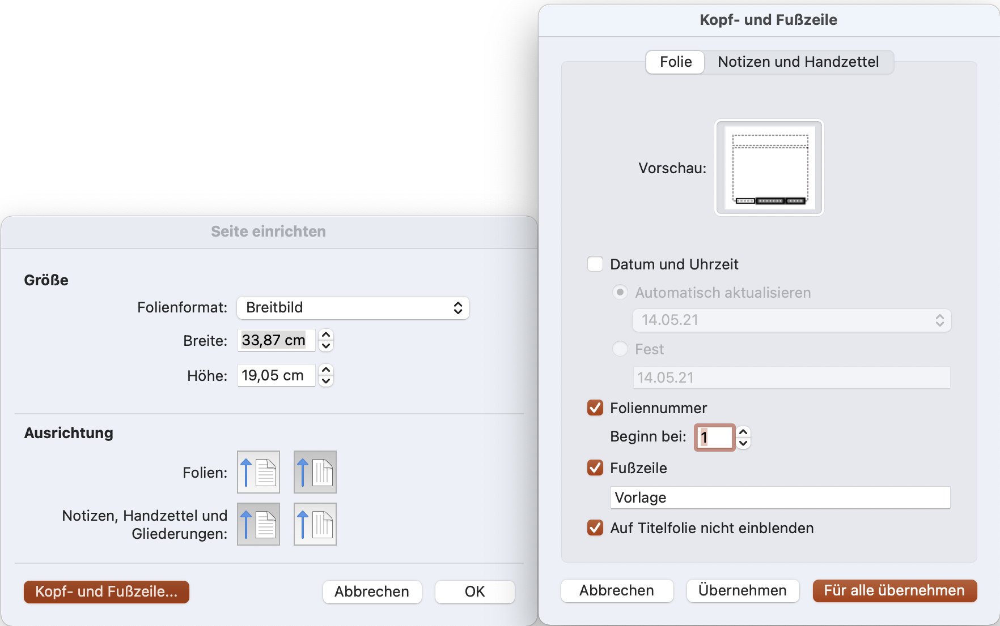 Seite einrichten
Größe
Folienformat: Breitbild
Breite: 33,87 cm
Höhe: 19,05 cm
Ausrichtung
Folien:
Notizen, Handzettel und
Gliederungen:
Kopf- und Fußzeile... Abbrechen OK
Kopf- und Fußzeile
Folie Notizen und Handzettel
Vorschau:
Datum und Uhrzeit
Automatisch aktualisieren
14.05.21
Fest
14.05.21
Foliennummer
Beginn bei: 1
Fußzeile
Vorlage
Auf Titelfolie nicht einblenden
Abbrechen Übernehmen Für alle übernehmen